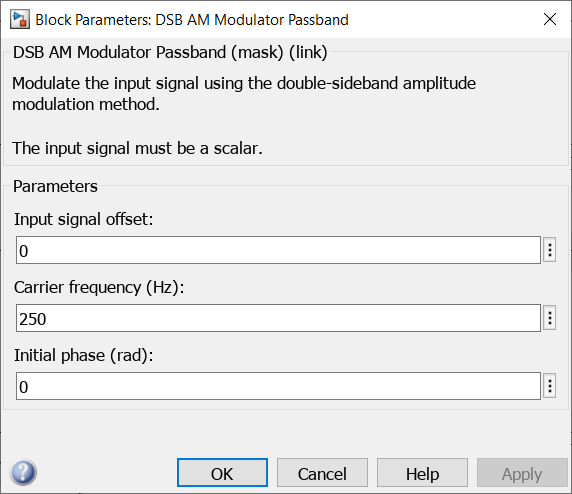 Block Parameters: DSB AM Modulator Passband
DSB AM Modulator Passband (mask) (link)
Modulate the input signal using the double-sideband amplitude
modulation method.
The input signal must be a scalar.
Parameters
Input signal offset:
0
Carrier frequency (Hz):
250
Initial phase (rad):
0
?
OK
Cancel
Help
Apply